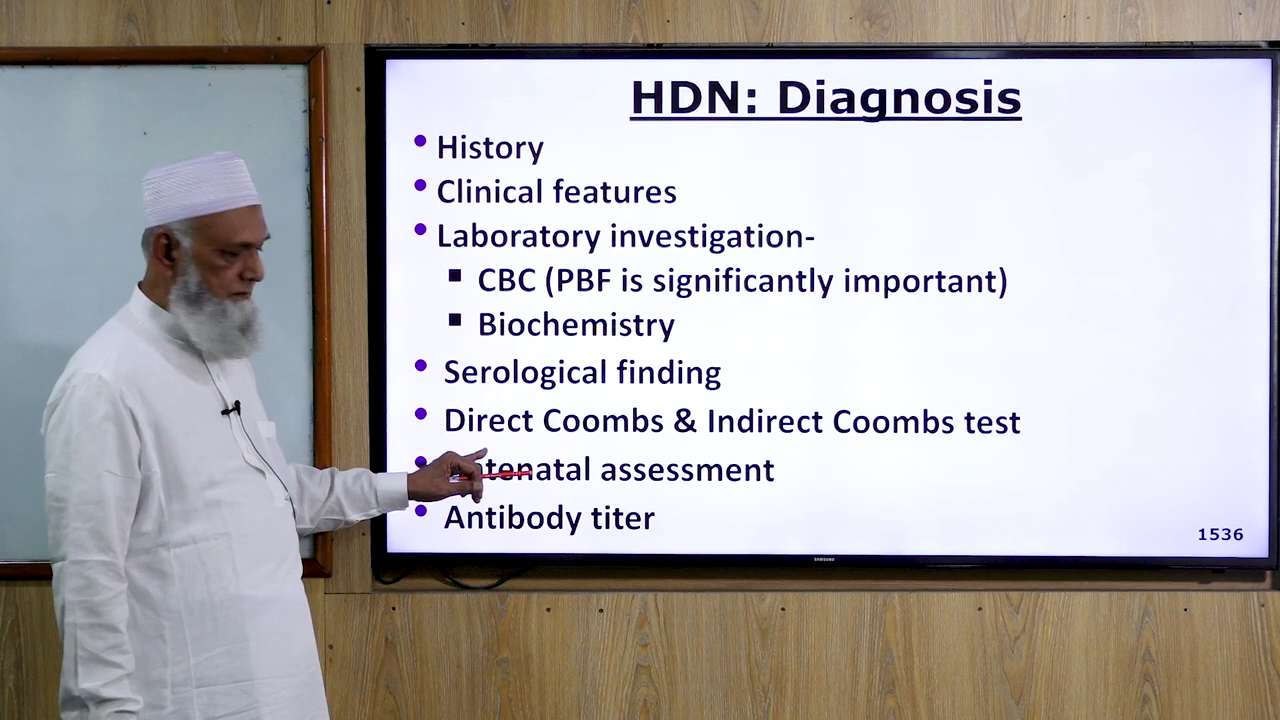 HDN: Diagnosis
• History
• Clinical features
• Laboratory investigation-
▪ CBC (PBF is significantly important)
▪ Biochemistry
• Serological finding
• Direct Coombs & Indirect Coombs test
• assessment
• Antibody titer
1536
SAMSUNG